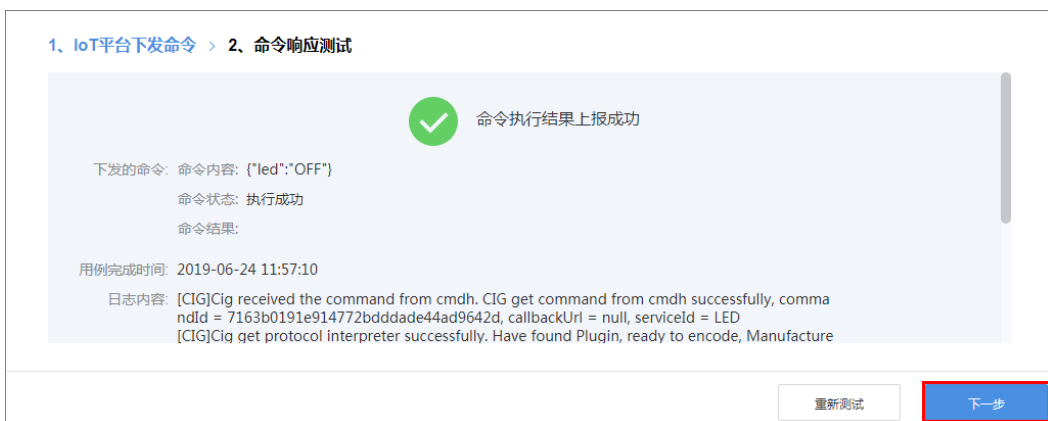 1、IoT平台下发命令 > 2、命令响应测试
命令执行结果上报成功
下发的命令: 命令内容: {"led":"OFF"}
命令状态: 执行成功
命令结果:
用例完成时间: 2019-06-24 11:57:10
日志内容: [CIG]Cig received the command from cmdh. CIG get command from cmdh successfully, comma
ndId = 7163b0191e914772bdddade44ad9642d, callbackUrl = null, serviceId = LED
[CIG]Cig get protocol interpreter successfully. Have found Plugin, ready to encode, Manufacture
重新测试 下一步